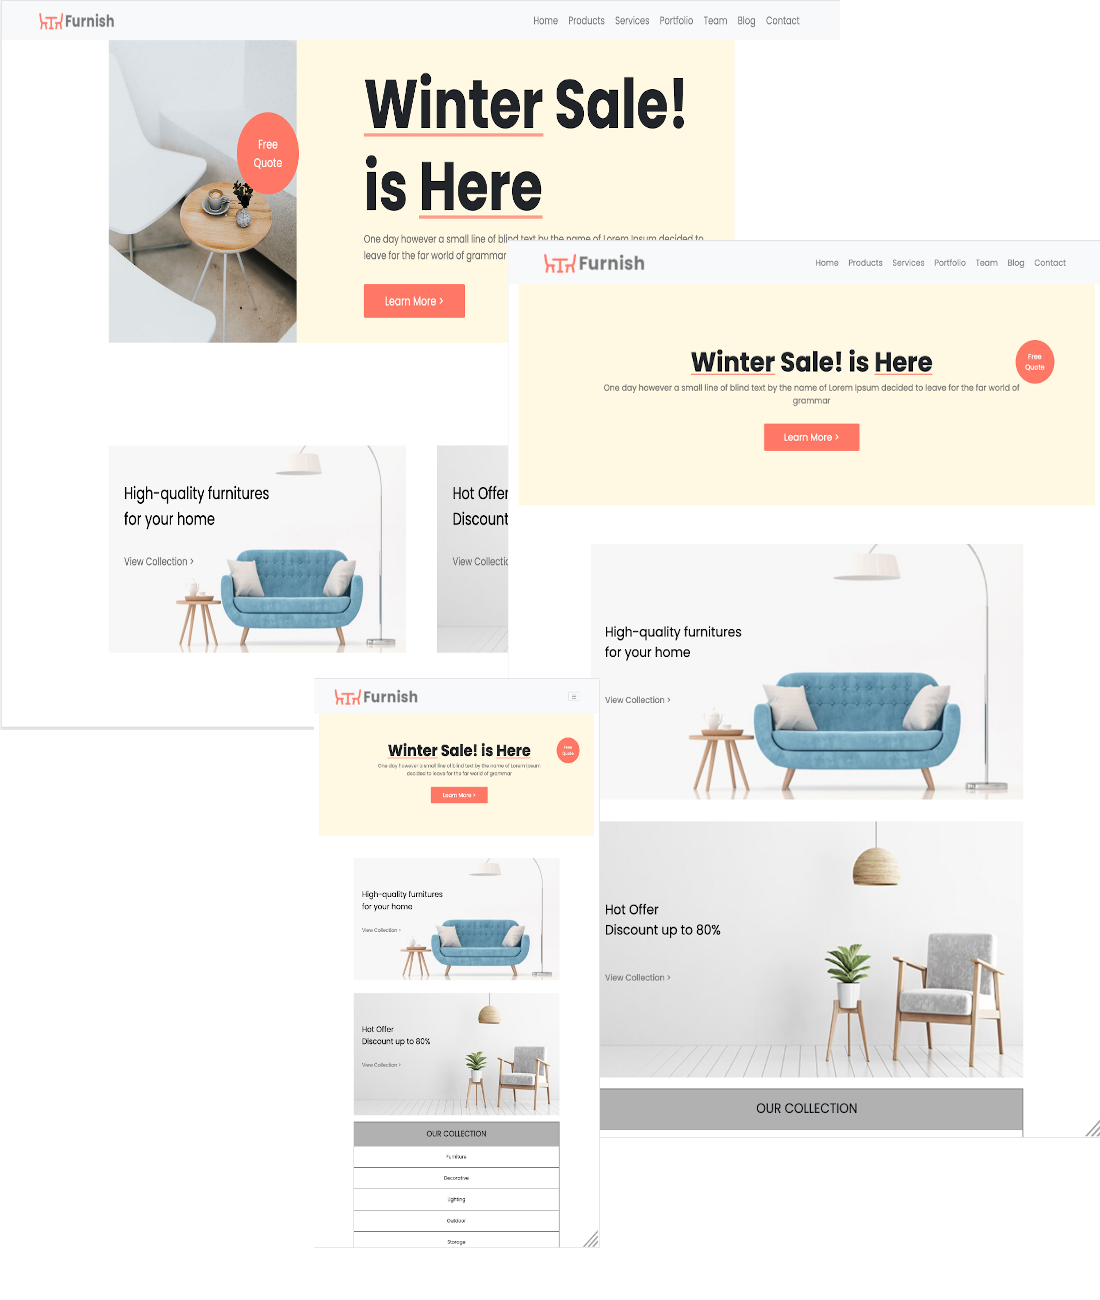 Furnish
Home Products Services Portfolio Team Blog Contact
Free
Quote
Winter Sale!
is Here
One day however a small line of blind text by the name of Lorem Ipsum decided to
leave for the far world of grammar
Learn More >
High-quality furnitures
for your home
View Collection >
Hot Offer
Discount
View Collectic
Furnish
Home Products Services Portfolio Team Blog Contact
Winter Sale! is Here
Free
Quote
One day however a small line of blind text by the name of Lorem Ipsum decided to leave for the far world of
grammar
Learn More >
High-quality furnitures
for your home
View Collection >
Hot Offer
Discount up to 80%
View Collection >
OUR COLLECTION
Furnish
Winter Sale! is Here
Free
Quote
One day however a small line of blind text by the name of Lorem Ipsum
decided to leave for the far world of grammar
Learn More >
High-quality furnitures
for your home
View Collection >
Hot Offer
Discount up to 80%
View Collection >
OUR COLLECTION
Furniture
Decorative
Lighting
Outdoor
Storage